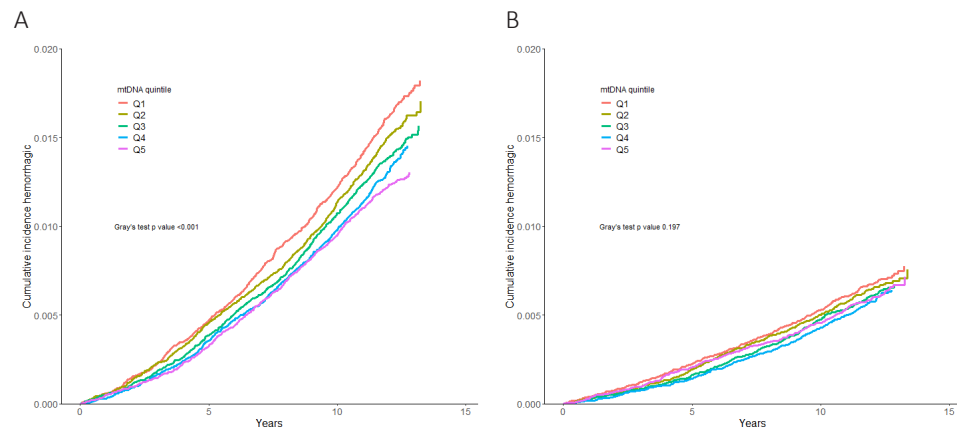 A
0.020
0.015
0.010
0.005
0.000
Cumulative incidence hemorrhagic
mtDNA quintile
Q1
Q2
Q3
Q4
Q5
Gray's test p value <0.001
0
5
10
15
Years
B
0.020
0.015
0.010
0.005
0.000
Cumulative incidence hemorrhagic
mtDNA quintile
Q1
Q2
Q3
Q4
Q5
Gray's test p value 0.197
0
5
10
15
Years